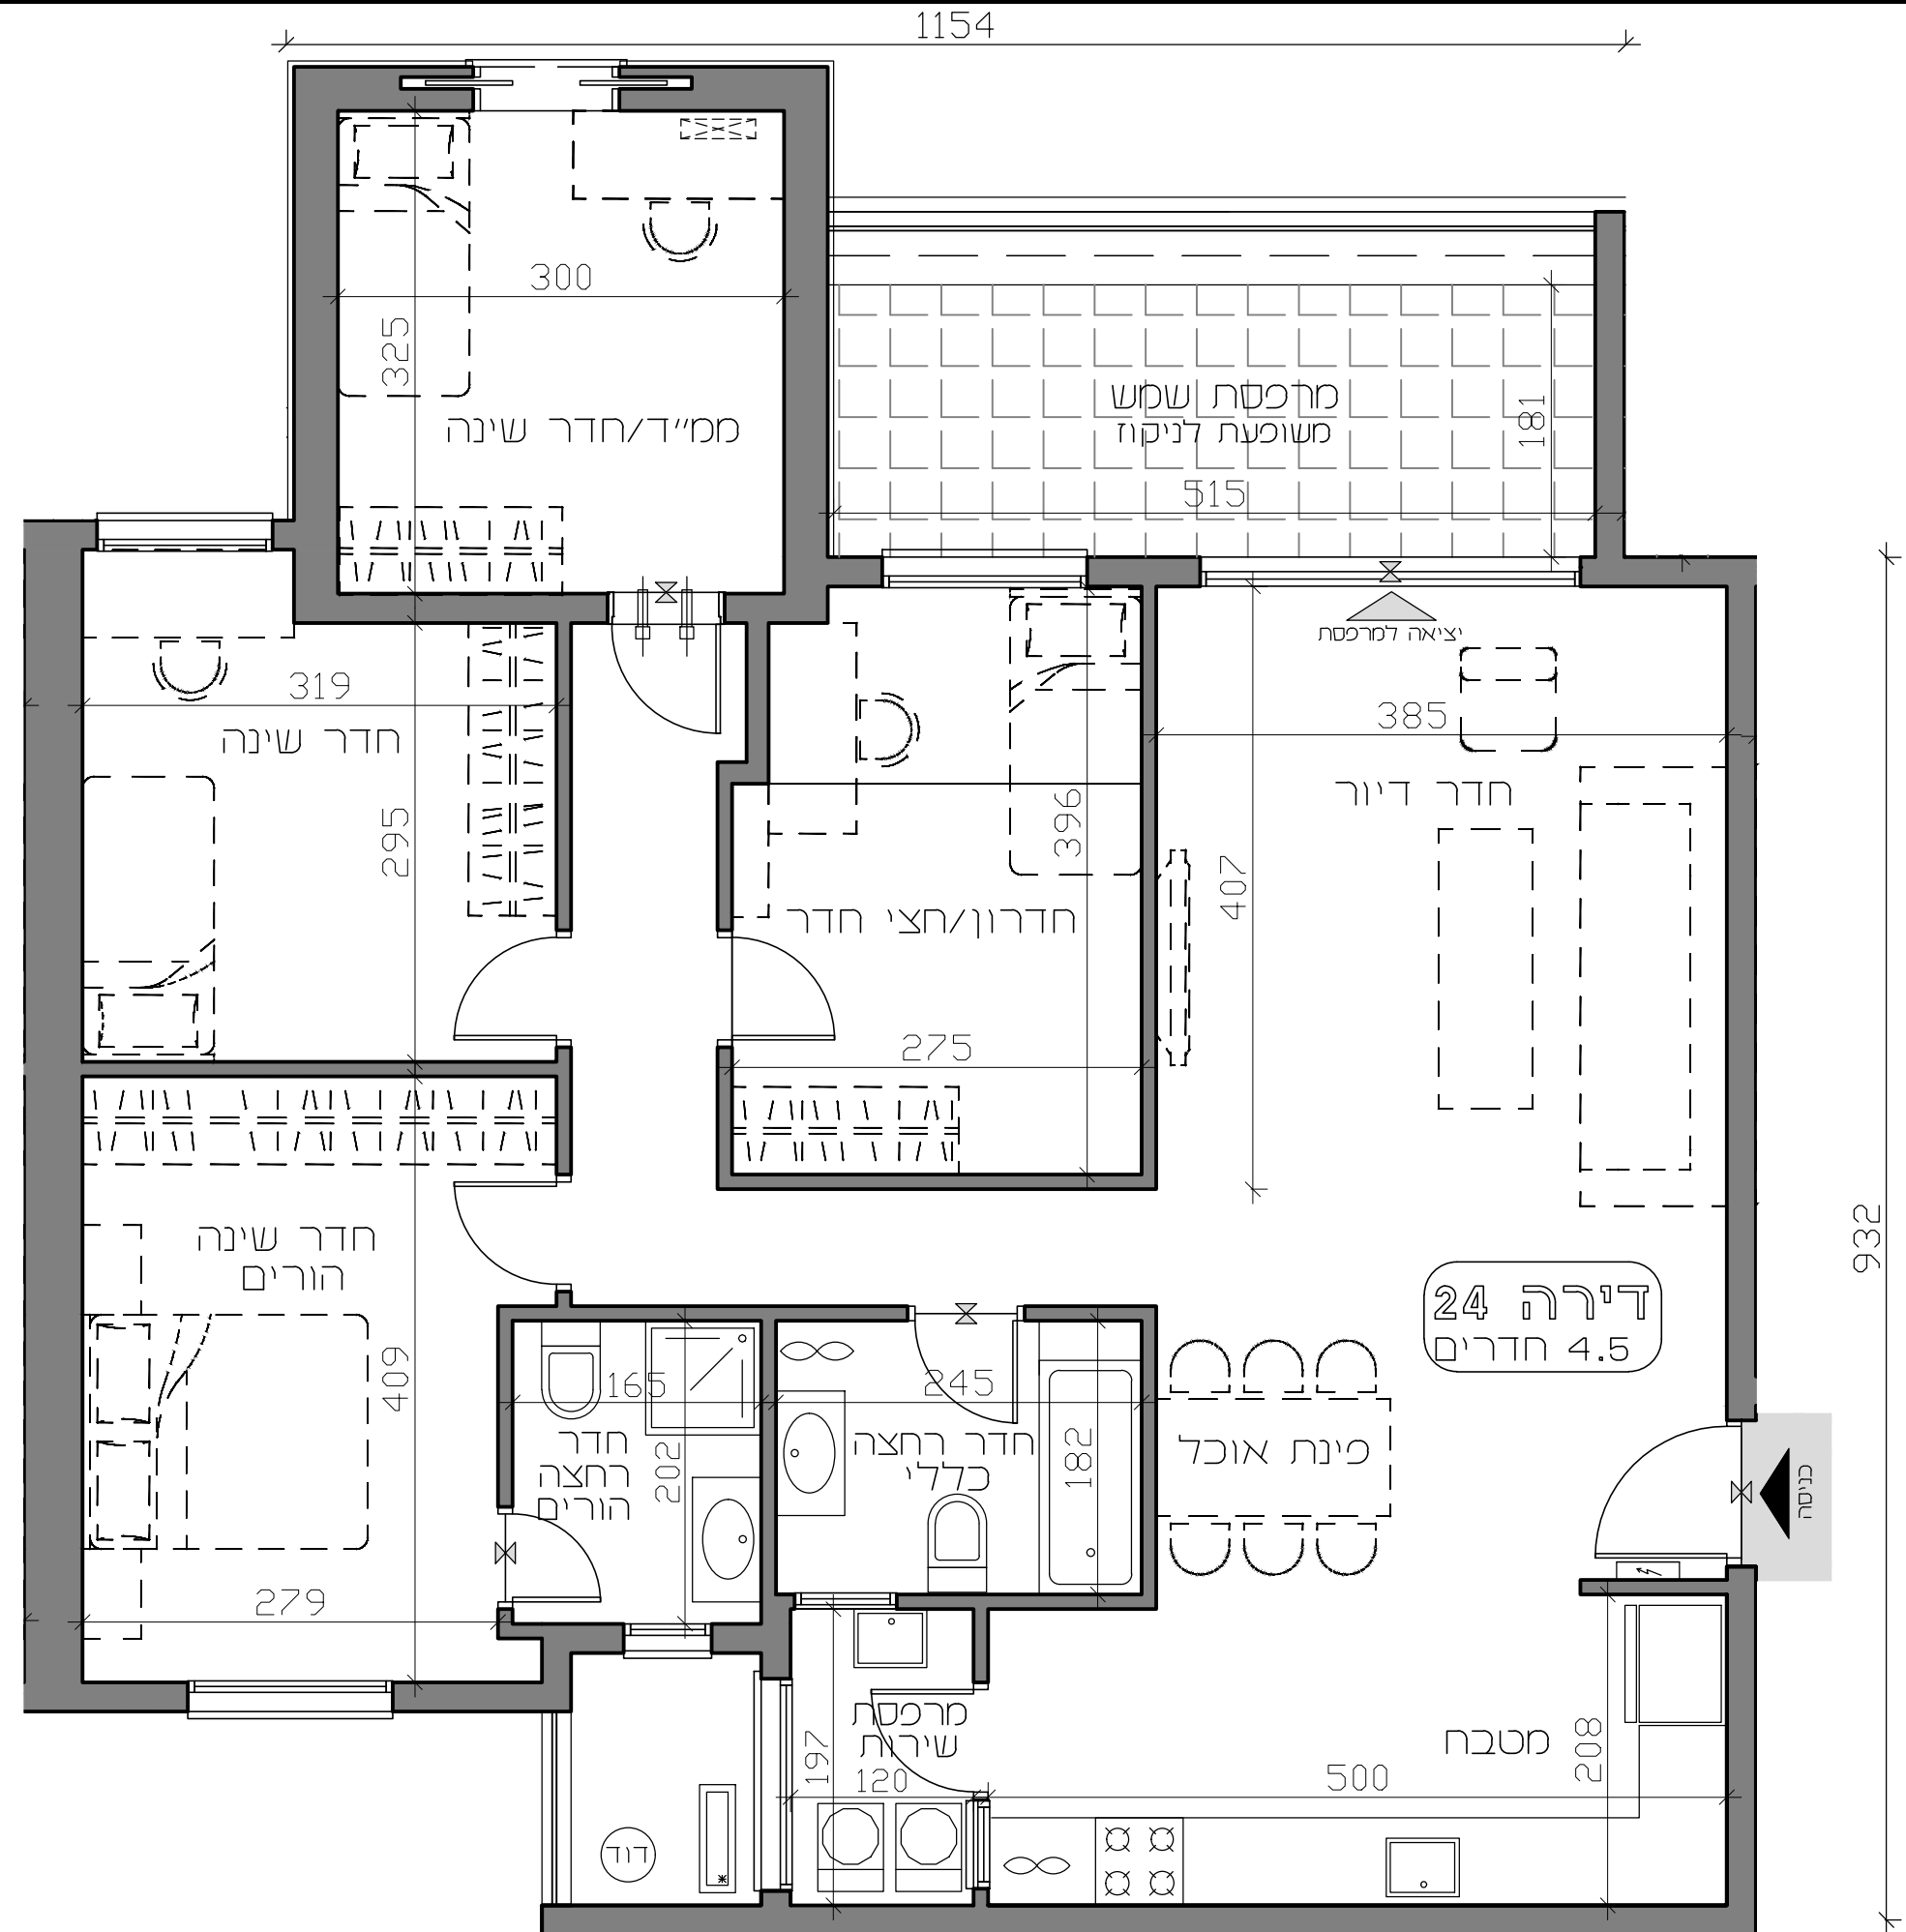 1154
300
325
ממ״ד/חדר שינה
מרפסת שמש
משופעת לניקוז
181
515
יציאה למרפסת
319
חדר שינה
295
385
חדר דיור
396
407
חדרון/חצי חדר
275
932
חדר שינה
הורים
409
279
דירה 24
4.5 חדרים
165
חדר
רחצה
הורים
202
245
חדר רחצה
כללי
182
פינת אוכל
כניסה
מרפסת
שירות
197
120
מטבח
500
208
דוד